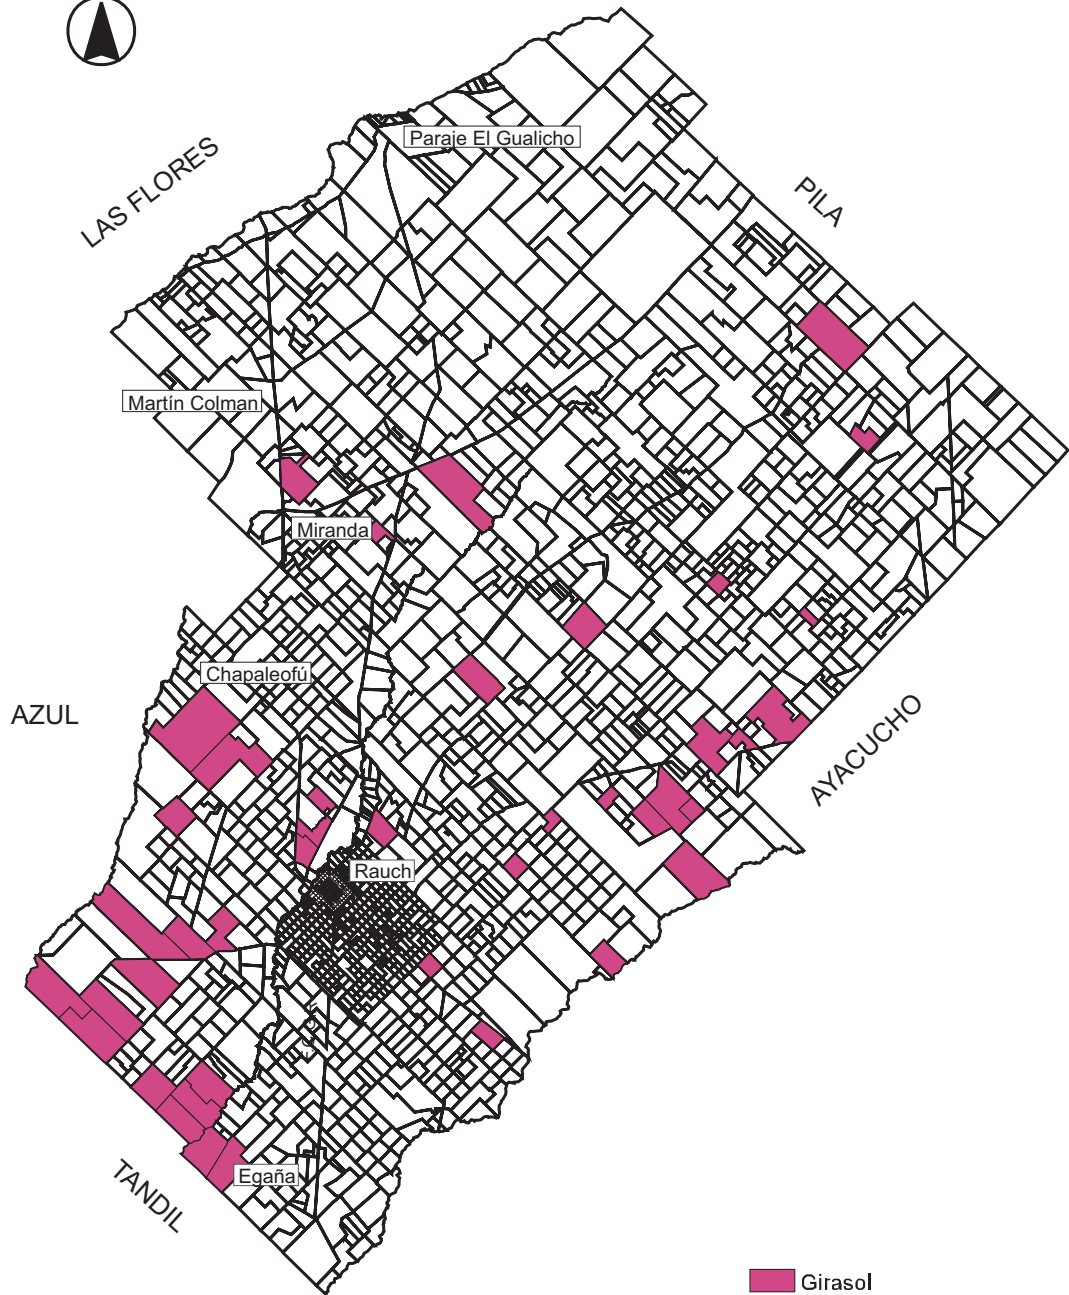 Paraje El Gualicho
LAS FLORES
PILA
Martín Colman
Miranda
Chapaleofú
AZUL
AYACUCHO
Rauch
Egaña
TANDIL
Girasol